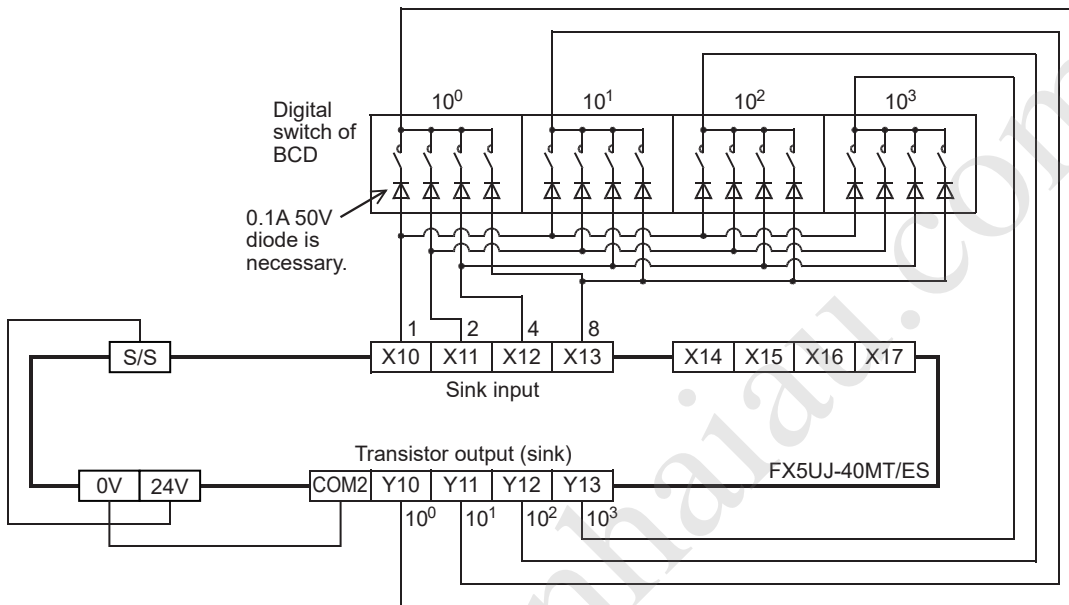 10⁰ 10¹ 10² 10³
Digital
switch of
BCD
0.1A 50V
diode is
necessary.
1 2 4 8
S/S X10 X11 X12 X13 X14 X15 X16 X17
Sink input
Transistor output (sink)
FX5UJ-40MT/ES
0V 24V COM2 Y10 Y11 Y12 Y13
10⁰ 10¹ 10² 10³
nhaiau.com